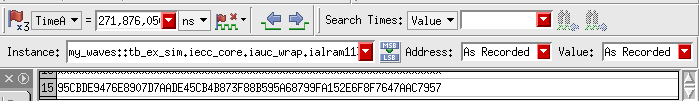 x3 TimeA = 271,876,05 ns Search Times: Value
Instance: my_waves::tb_ex_sim.iecc_core.iauc_wrap.ialram11 MSB LSB Address: As Recorded Value: As Recorded
15 95CBDE9476E8907D7AADE45CB4B873F88B595A68799FA152E6F8F7647AAC7957